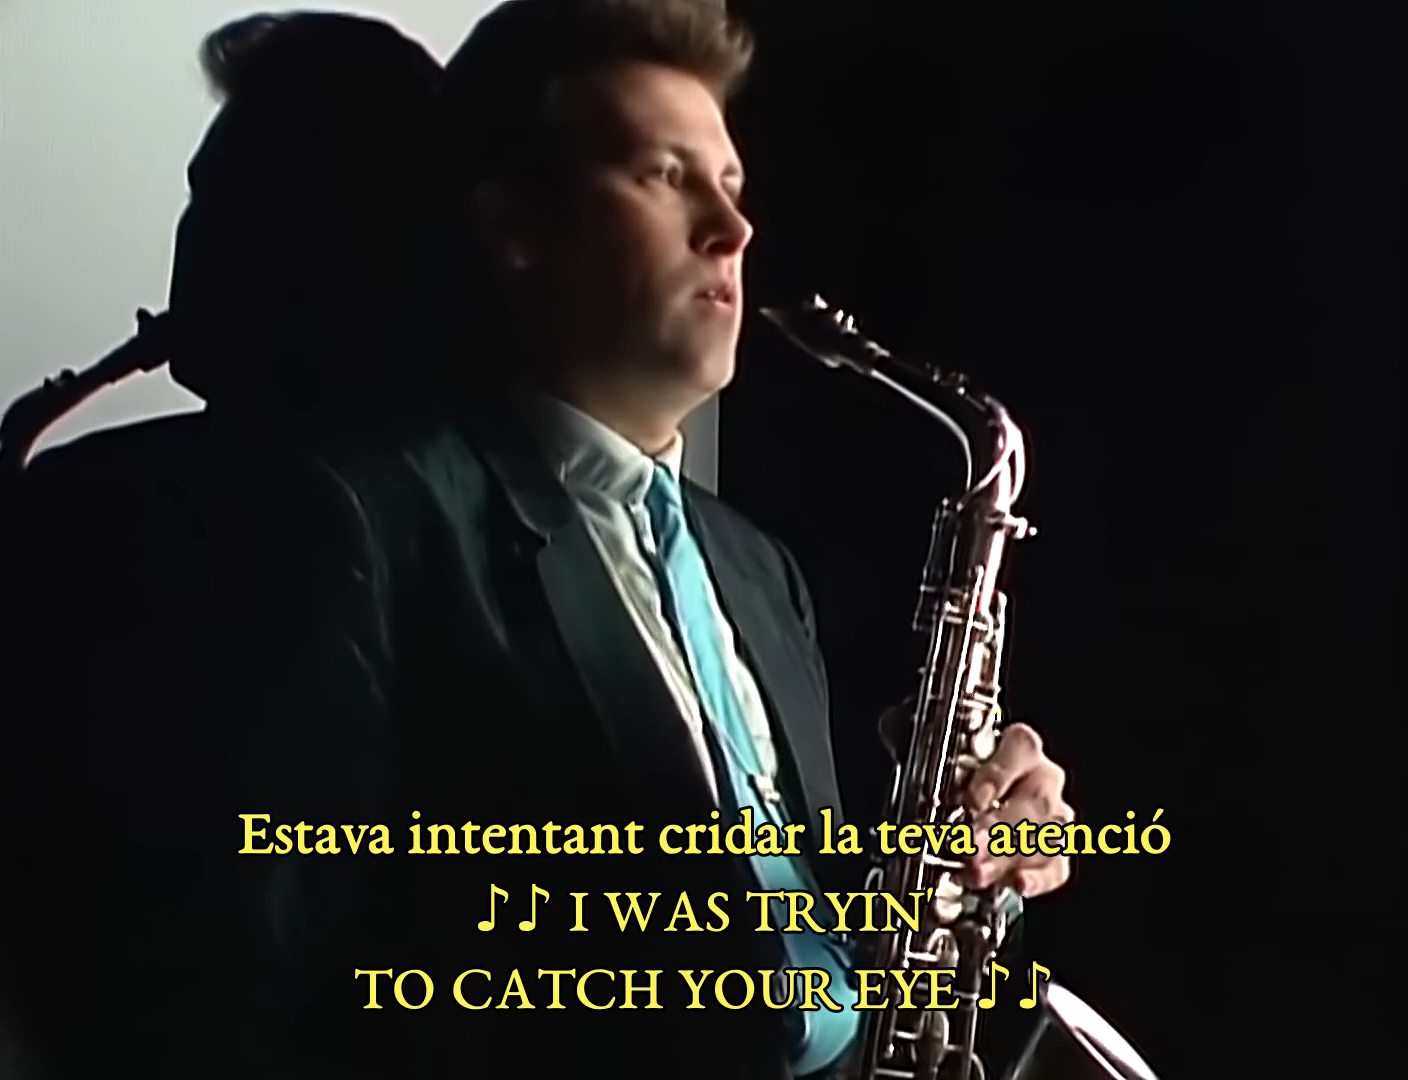 Estava intentant cridar la teva atenció
♪♪ I WAS TRYIN'
TO CATCH YOUR EYE ♪♪